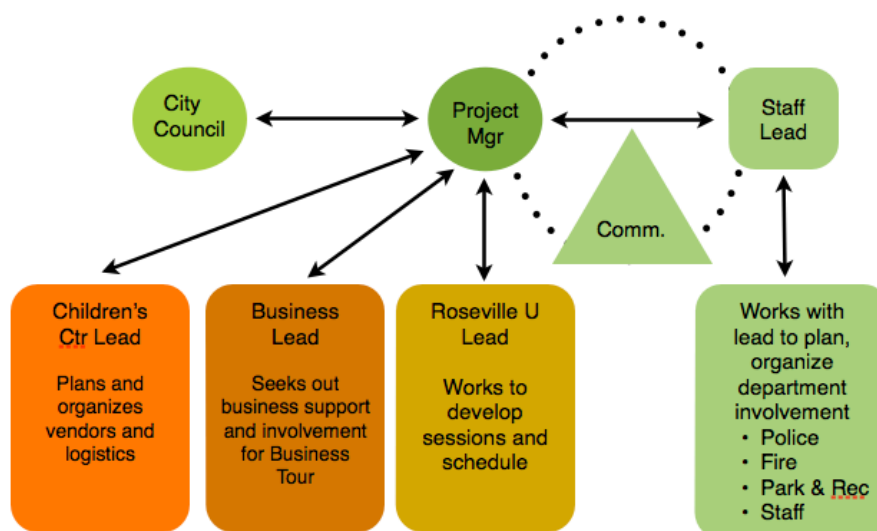 City
Council
Project
Mgr
Staff
Lead
Comm.
Children's
Ctr Lead
Plans and
organizes
vendors and
logistics
Business
Lead
Seeks out
business support
and involvement
for Business
Tour
Roseville U
Lead
Works to
develop
sessions and
schedule
Works with
lead to plan,
organize
department
involvement
• Police
• Fire
• Park & Rec
• Staff